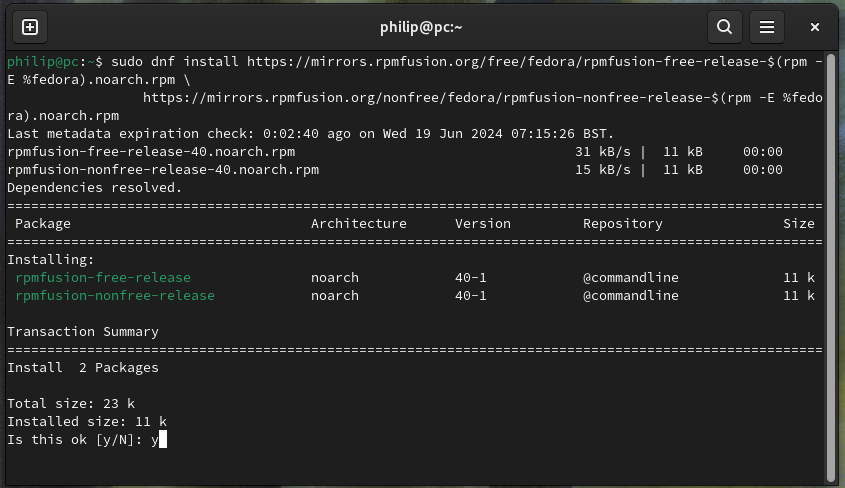 philip@pc:~
philip@pc:~$ sudo dnf install https://mirrors.rpmfusion.org/free/fedora/rpmfusion-free-release-$(rpm -
E %fedora).noarch.rpm \
https://mirrors.rpmfusion.org/nonfree/fedora/rpmfusion-nonfree-release-$(rpm -E %fedo
ra).noarch.rpm
Last metadata expiration check: 0:02:40 ago on Wed 19 Jun 2024 07:15:26 BST.
rpmfusion-free-release-40.noarch.rpm 31 kB/s | 11 kB 00:00
rpmfusion-nonfree-release-40.noarch.rpm 15 kB/s | 11 kB 00:00
Dependencies resolved.
======================================================================================================
Package Architecture Version Repository Size
======================================================================================================
Installing:
rpmfusion-free-release noarch 40-1 @commandline 11 k
rpmfusion-nonfree-release noarch 40-1 @commandline 11 k
Transaction Summary
======================================================================================================
Install 2 Packages
Total size: 23 k
Installed size: 11 k
Is this ok [y/N]: y